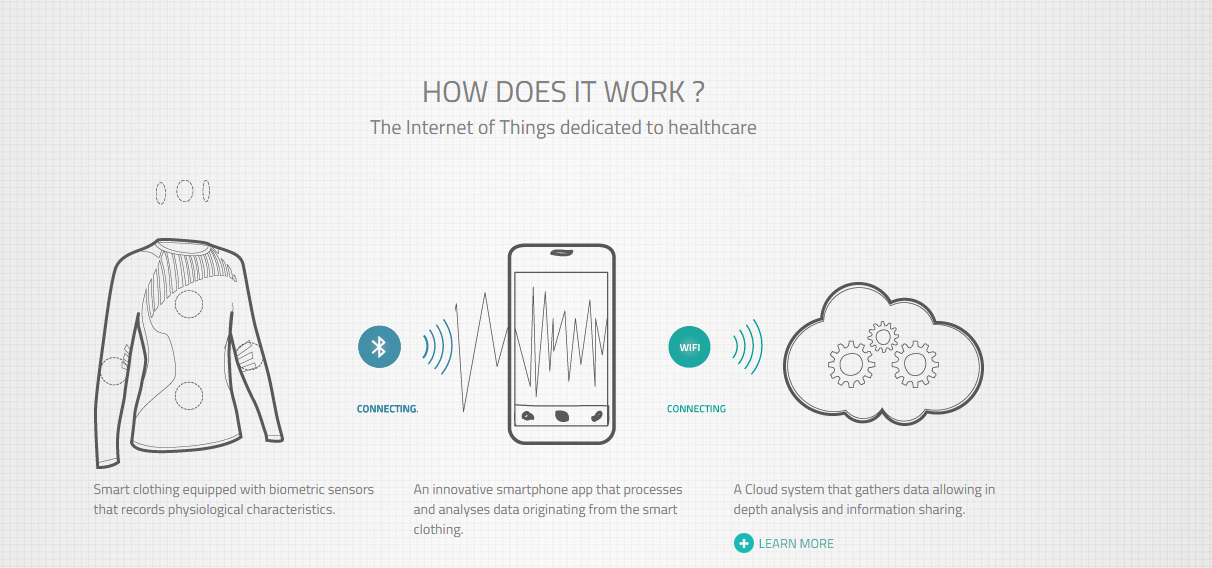 HOW DOES IT WORK ?
The Internet of Things dedicated to healthcare
WIFI
CONNECTING.
CONNECTING
Smart clothing equipped with biometric sensors
that records physiological characteristics.
An innovative smartphone app that processes
and analyses data originating from the smart
clothing.
A Cloud system that gathers data allowing in
depth analysis and information sharing.
LEARN MORE